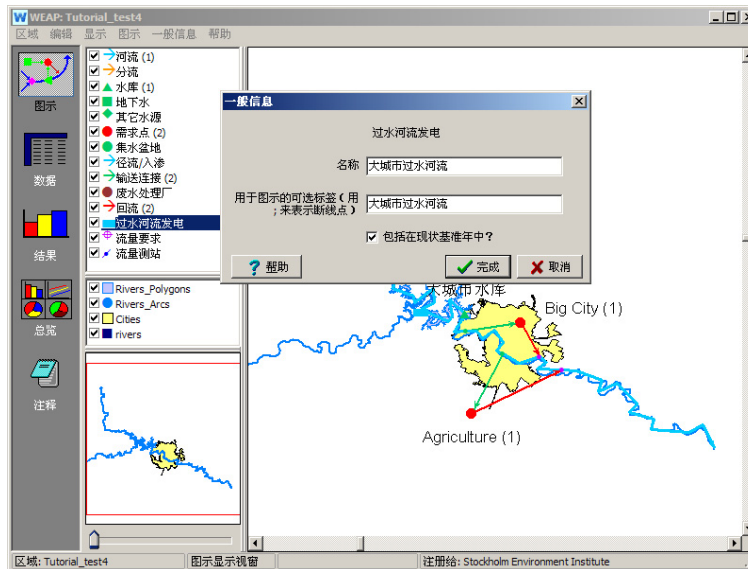 WEAP: Tutorial_test4
区域 编辑 显示 图示 一般信息 帮助
图示
数据
结果
总览
注释
河流 (1)
分流
水库 (1)
地下水
其它水源
需求点 (2)
集水盆地
径流/入渗
输送连接 (2)
废水处理厂
回流 (2)
过水河流发电
流量要求
流量测站
Rivers_Polygons
Rivers_Arcs
Cities
rivers
一般信息
过水河流发电
名称 大城市过水河流
用于图示的可选标签(用
;来表示断线点) 大城市过水河流
包括在现状基准年中?
帮助 完成 取消
大城市水库
Big City (1)
Agriculture (1)
区域: Tutorial_test4 图示显示视窗 注册给: Stockholm Environment Institute